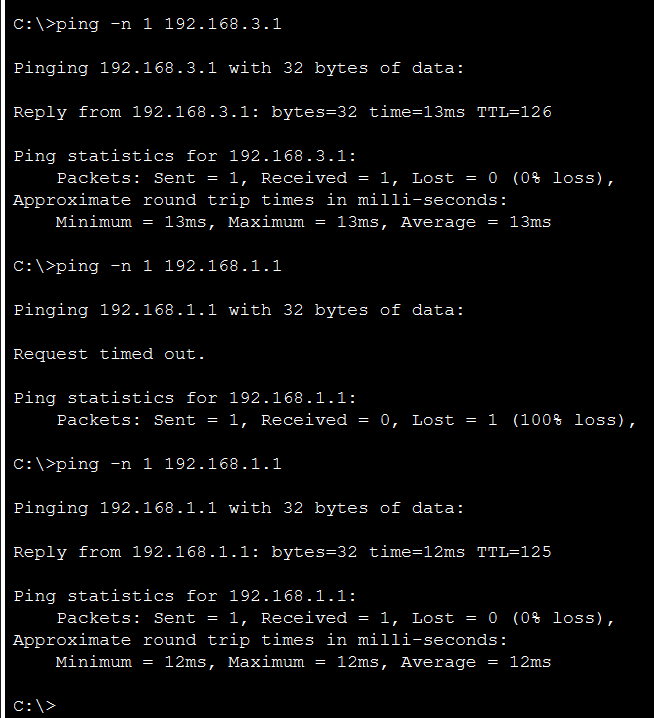 C:\>ping -n 1 192.168.3.1
Pinging 192.168.3.1 with 32 bytes of data:
Reply from 192.168.3.1: bytes=32 time=13ms TTL=126
Ping statistics for 192.168.3.1:
    Packets: Sent = 1, Received = 1, Lost = 0 (0% loss),
Approximate round trip times in milli-seconds:
    Minimum = 13ms, Maximum = 13ms, Average = 13ms
C:\>ping -n 1 192.168.1.1
Pinging 192.168.1.1 with 32 bytes of data:
Request timed out.
Ping statistics for 192.168.1.1:
    Packets: Sent = 1, Received = 0, Lost = 1 (100% loss),
C:\>ping -n 1 192.168.1.1
Pinging 192.168.1.1 with 32 bytes of data:
Reply from 192.168.1.1: bytes=32 time=12ms TTL=125
Ping statistics for 192.168.1.1:
    Packets: Sent = 1, Received = 1, Lost = 0 (0% loss),
Approximate round trip times in milli-seconds:
    Minimum = 12ms, Maximum = 12ms, Average = 12ms
C:\>